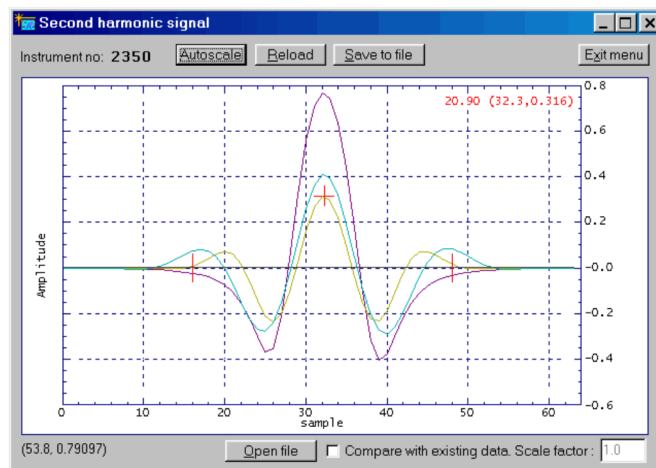 Second harmonic signal
Instrument no: 2350 Autoscale Reload Save to file Exit menu
20.90 (32.3,0.316)
0.8
0.6
0.4
0.2
-0.0
-0.2
-0.4
-0.6
Amplitude
0 10 20 30 40 50 60
sample
(53.8, 0.79097) Open file Compare with existing data. Scale factor : 1.0